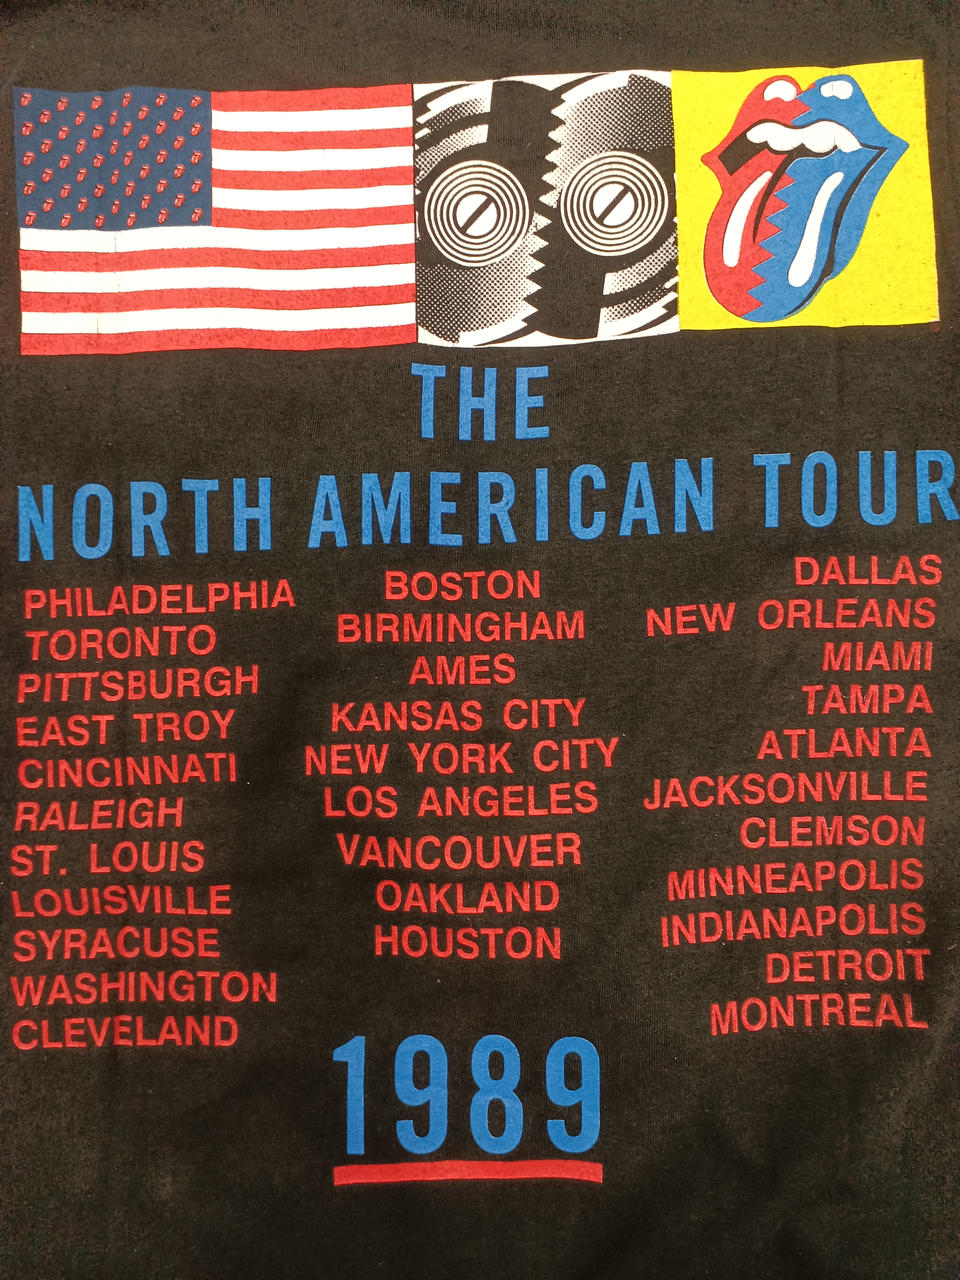 THE
NORTH AMERICAN TOUR
PHILADELPHIA
TORONTO
PITTSBURGH
EAST TROY
CINCINNATI
RALEIGH
ST. LOUIS
LOUISVILLE
SYRACUSE
WASHINGTON
CLEVELAND
BOSTON
BIRMINGHAM
AMES
KANSAS CITY
NEW YORK CITY
LOS ANGELES
VANCOUVER
OAKLAND
HOUSTON
DALLAS
NEW ORLEANS
MIAMI
TAMPA
ATLANTA
JACKSONVILLE
CLEMSON
MINNEAPOLIS
INDIANAPOLIS
DETROIT
MONTREAL
1989